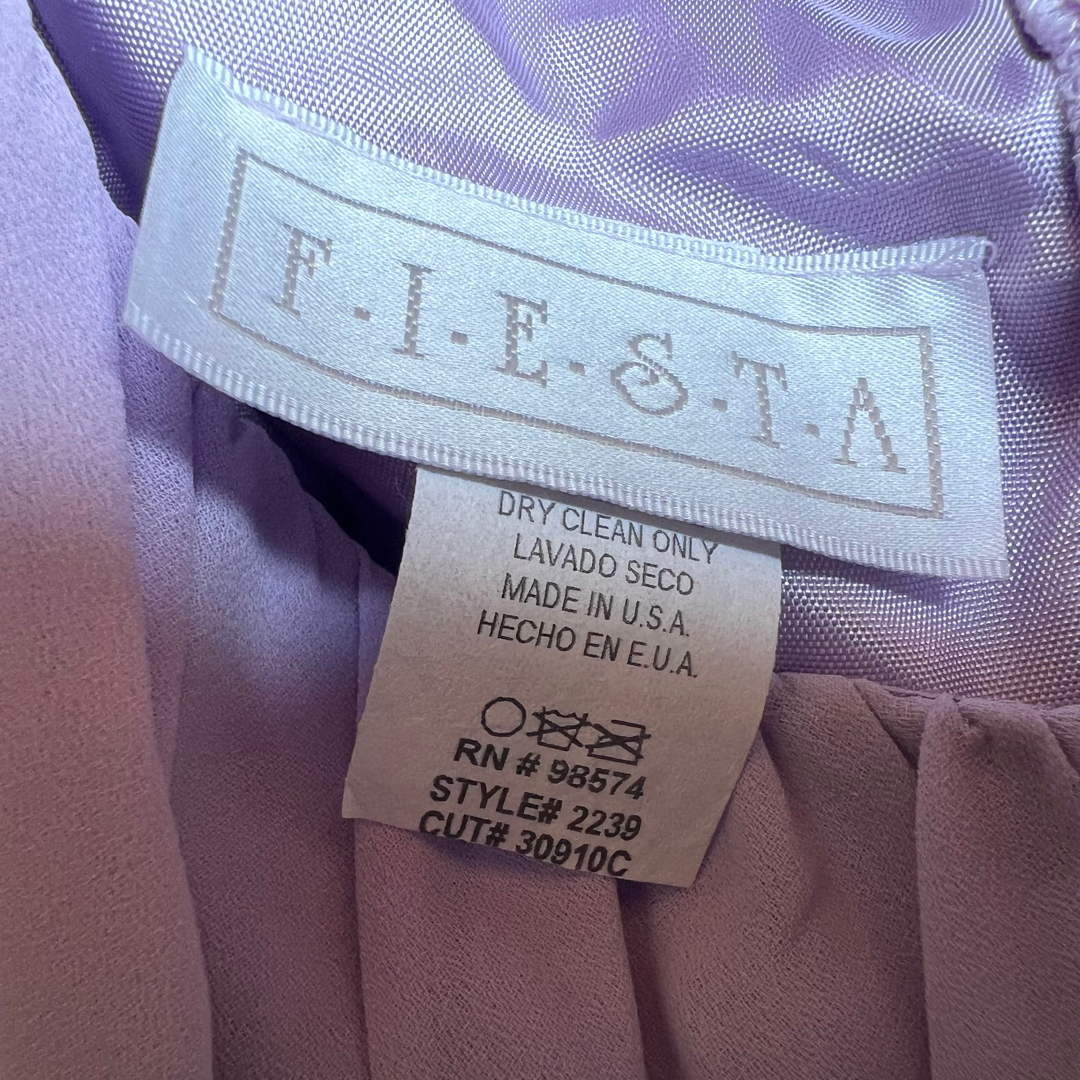 F.I.E.S.T.A
DRY CLEAN ONLY
LAVADO SECO
MADE IN U.S.A.
HECHO EN E.U.A.
RN # 98574
STYLE# 2239
CUT# 30910C